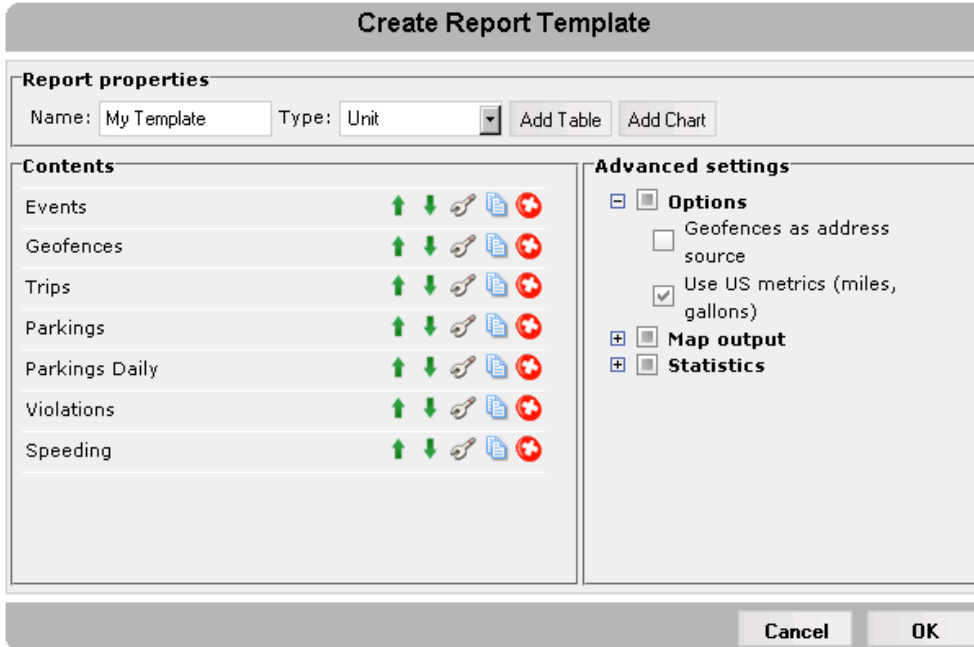 Create Report Template
Report properties
Name: My Template Type: Unit Add Table Add Chart
Contents
Events
Geofences
Trips
Parkings
Parkings Daily
Violations
Speeding
Advanced settings
Options
Geofences as address
source
Use US metrics (miles,
gallons)
Map output
Statistics
Cancel OK